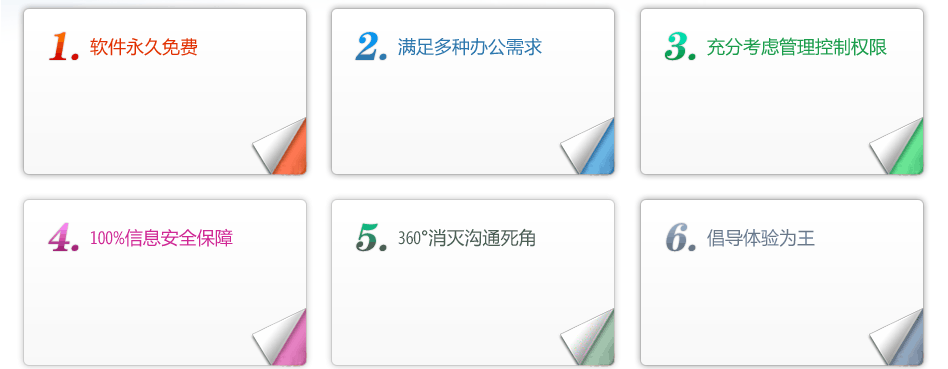 1. 软件永久免费
2. 满足多种办公需求
3. 充分考虑管理控制权限
4. 100%信息安全保障
5. 360°消灭沟通死角
6. 倡导体验为王